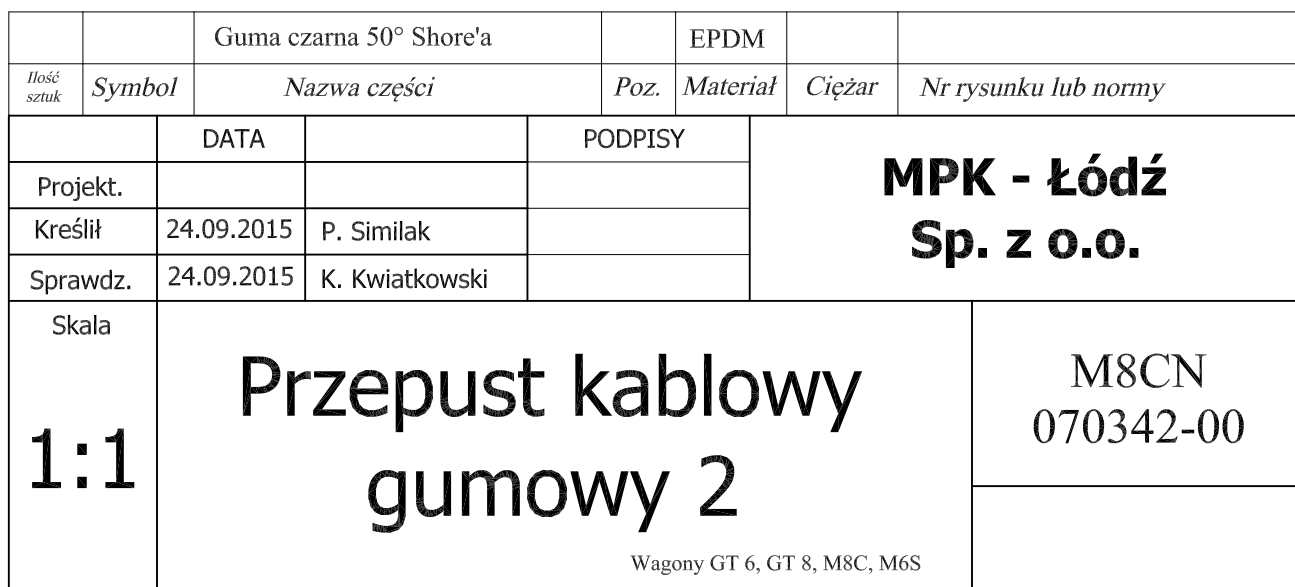 Guma czarna 50° Shore'a EPDM
Ilość sztuk Symbol Nazwa części Poz. Materiał Ciężar Nr rysunku lub normy
DATA PODPISY
Projekt.
Kreślił 24.09.2015 P. Similak
Sprawdz. 24.09.2015 K. Kwiatkowski
MPK - Łódź
Sp. z o.o.
Skala
1:1
Przepust kablowy
gumowy 2
Wagony GT 6, GT 8, M8C, M6S
M8CN
070342-00